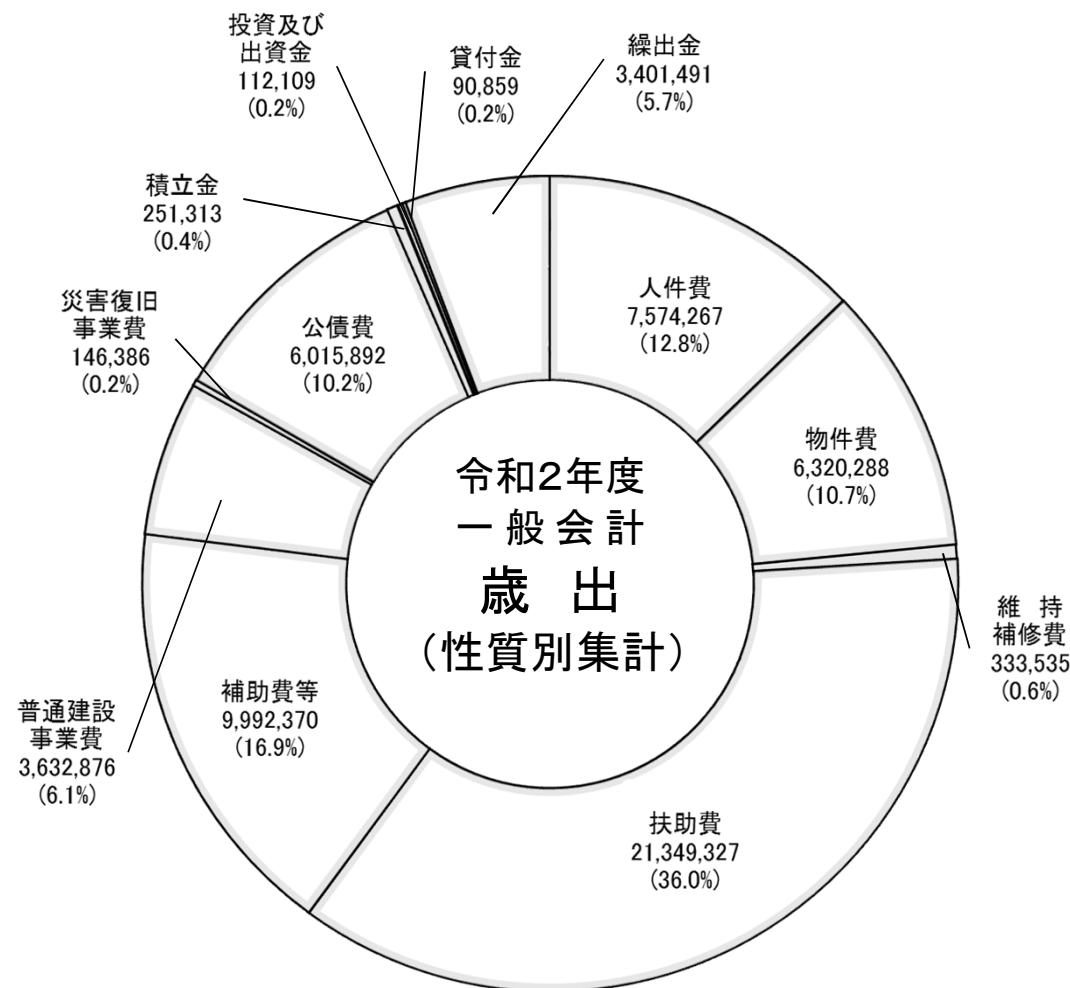 投資及び
出資金
112,109
(0.2%)
貸付金
90,859
(0.2%)
繰出金
3,401,491
(5.7%)
積立金
251,313
(0.4%)
災害復旧
事業費
146,386
(0.2%)
公債費
6,015,892
(10.2%)
人件費
7,574,267
(12.8%)
物件費
6,320,288
(10.7%)
令和2年度
一般会計
歳 出
(性質別集計)
維 持
補修費
333,535
(0.6%)
補助費等
9,992,370
(16.9%)
普通建設
事業費
3,632,876
(6.1%)
扶助費
21,349,327
(36.0%)